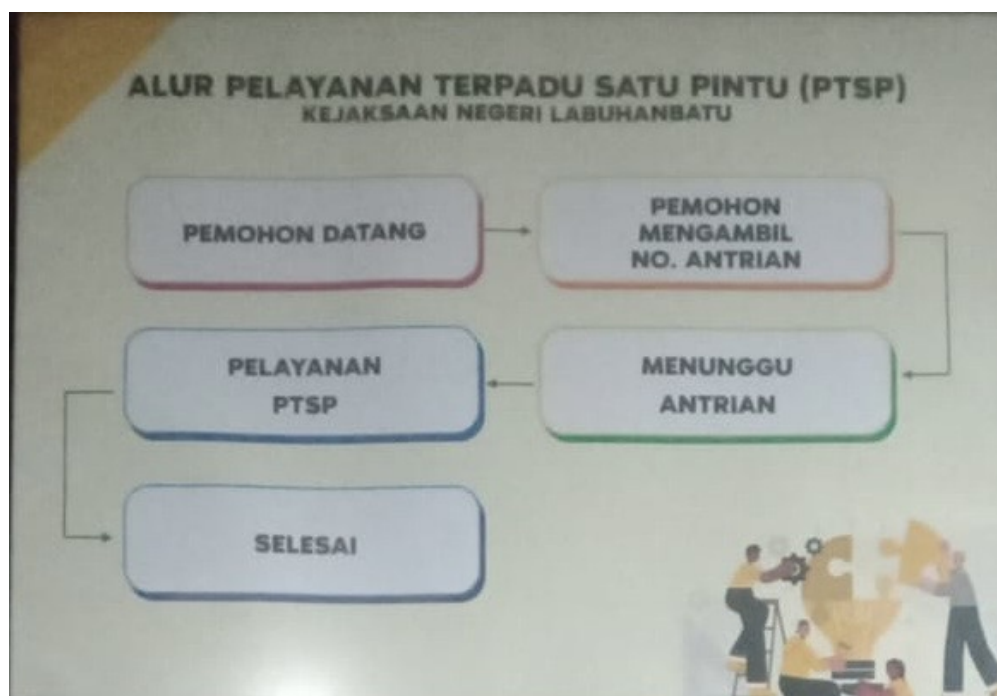 ALUR PELAYANAN TERPADU SATU PINTU (PTSP)
KEJAKSAAN NEGERI LABUHANBATU
PEMOHON DATANG
PEMOHON
MENGAMBIL
NO. ANTRIAN
MENUNGGU
ANTRIAN
PELAYANAN
PTSP
SELESAI